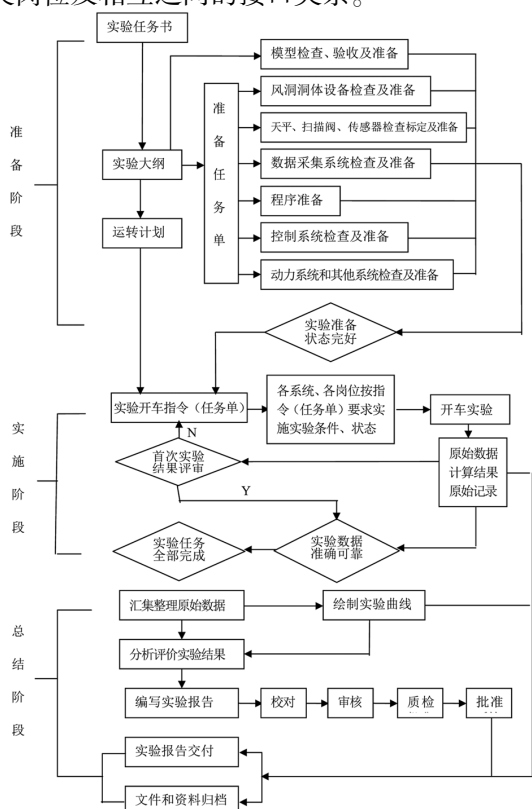 实验任务书
模型检查、验收及准备
风洞洞体设备检查及准备
天平、扫描阀、传感器检查标定及准备
数据采集系统检查及准备
程序准备
控制系统检查及准备
动力系统和其他系统检查及准备
准
备
任
务
单
准
备
阶
段
实验大纲
运转计划
实验准备
状态完好
实验开车指令（任务单）
各系统、各岗位按指
令（任务单）要求实
施实验条件、状态
开车实验
实
施
阶
段
N
首次实验
结果评审
原始数据
计算结果
原始记录
Y
实验任务
全部完成
实验数据
准确可靠
总
结
阶
段
汇集整理原始数据
绘制实验曲线
分析评价实验结果
编写实验报告
校对
审核
质检
批准
实验报告交付
文件和资料归档